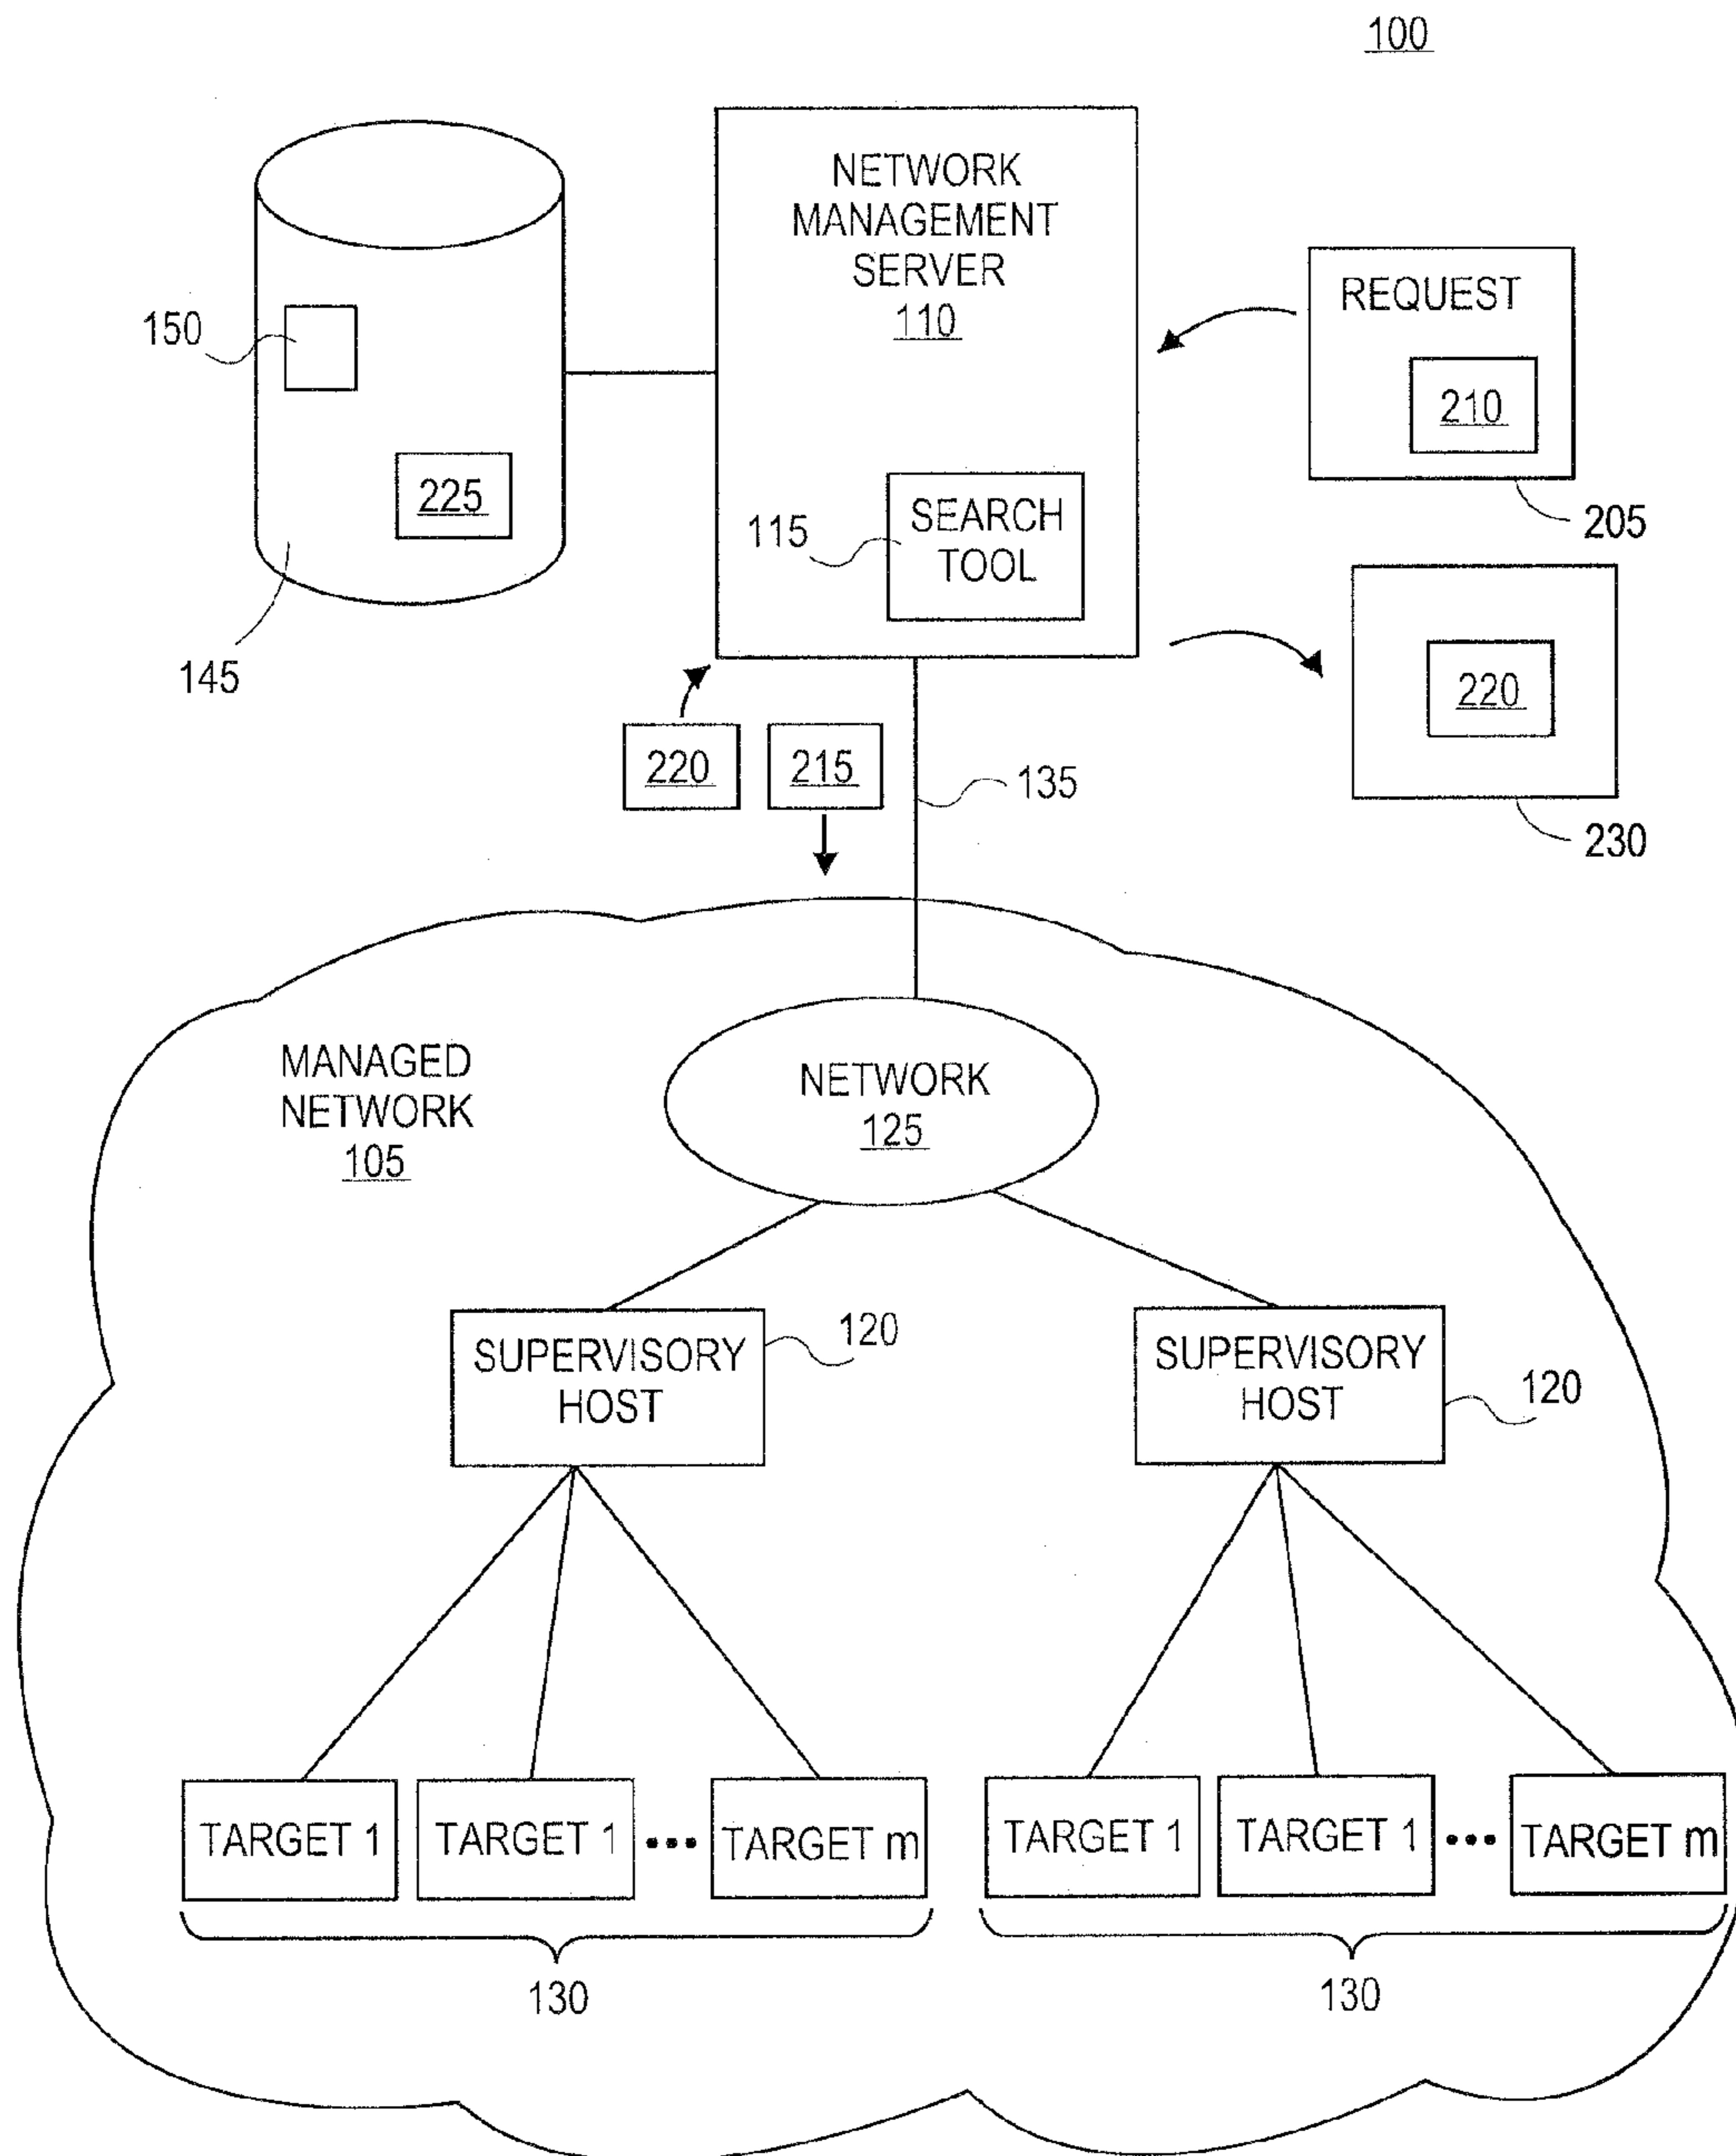 100
NETWORK
MANAGEMENT
SERVER
110
REQUEST
210
205
150
225
145
115
SEARCH
TOOL
220
230
220
215
135
MANAGED
NETWORK
105
NETWORK
125
SUPERVISORY
HOST
120
SUPERVISORY
HOST
120
TARGET 1
TARGET 1
•••
TARGET m
TARGET 1
TARGET 1
•••
TARGET m
130
130